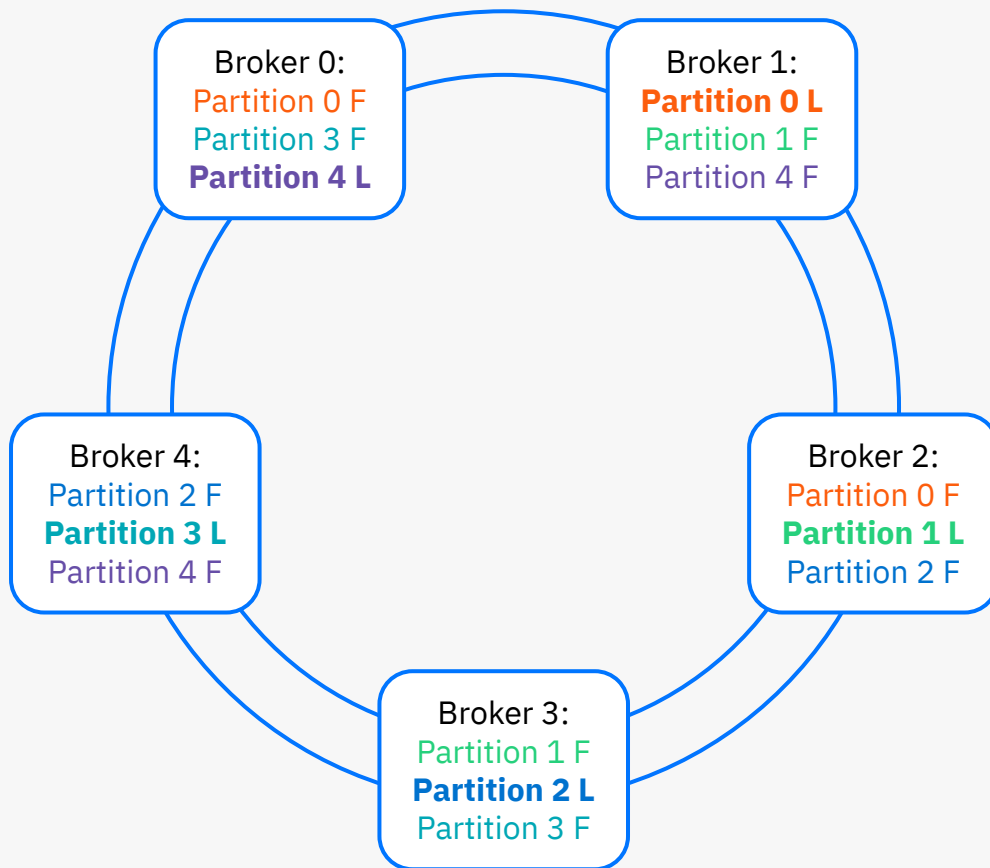 Broker 0:
Partition 0 F
Partition 3 F
Partition 4 L
Broker 1:
Partition 0 L
Partition 1 F
Partition 4 F
Broker 4:
Partition 2 F
Partition 3 L
Partition 4 F
Broker 2:
Partition 0 F
Partition 1 L
Partition 2 F
Broker 3:
Partition 1 F
Partition 2 L
Partition 3 F